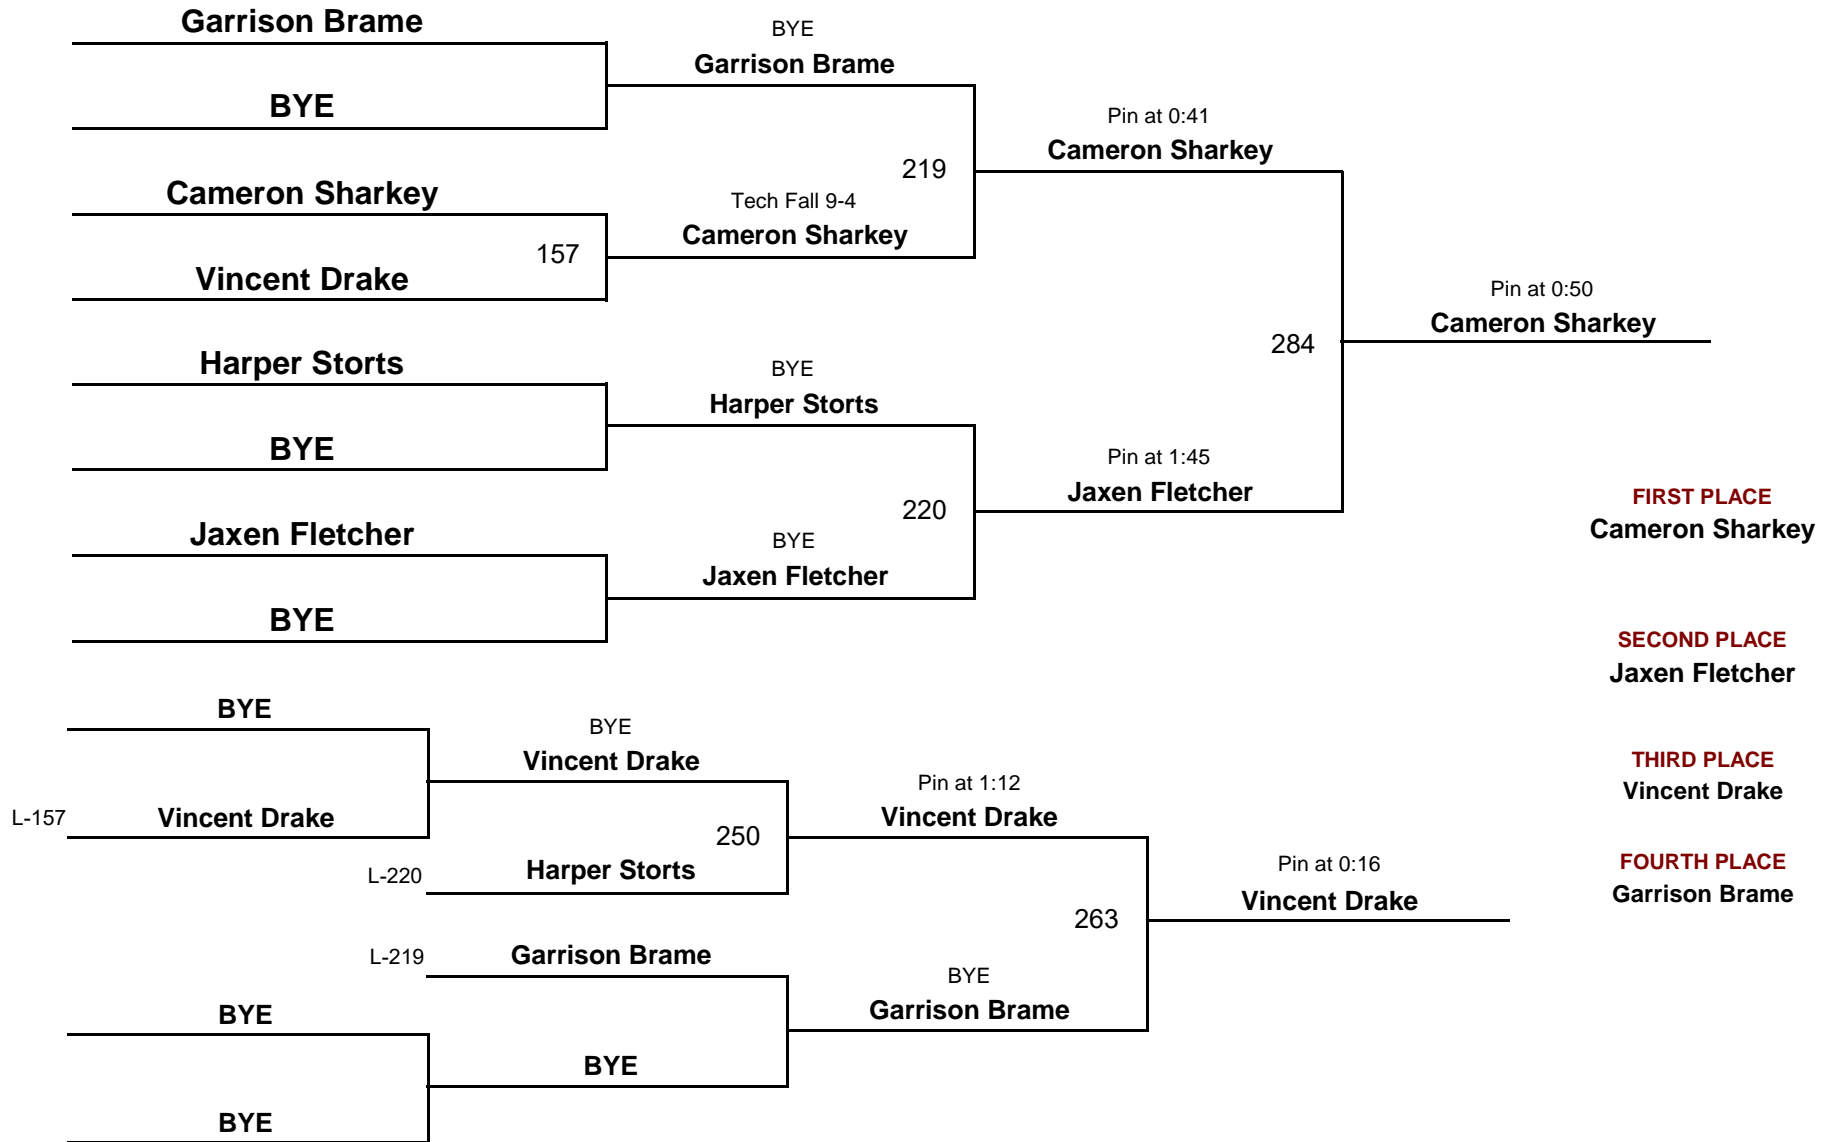 Garrison Brame
BYE
BYE
Garrison Brame
BYE
Pin at 0:41
Cameron Sharkey
219
Cameron Sharkey
Tech Fall 9-4
Cameron Sharkey
157
Vincent Drake
Pin at 0:50
Cameron Sharkey
284
Harper Storts
BYE
Harper Storts
BYE
Pin at 1:45
Jaxen Fletcher
220
Jaxen Fletcher
BYE
Jaxen Fletcher
BYE
FIRST PLACE
Cameron Sharkey
SECOND PLACE
Jaxen Fletcher
THIRD PLACE
Vincent Drake
FOURTH PLACE
Garrison Brame
BYE
BYE
Vincent Drake
L-157 Vincent Drake
Pin at 1:12
Vincent Drake
250
L-220 Harper Storts
Pin at 0:16
Vincent Drake
263
L-219 Garrison Brame
BYE
Garrison Brame
BYE
BYE
BYE